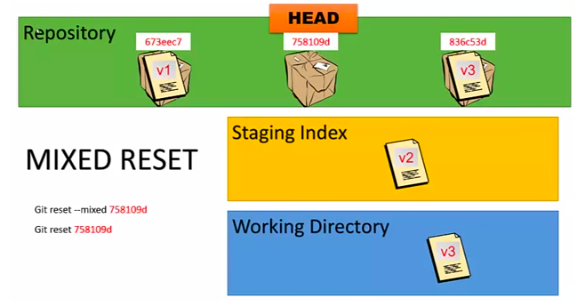 HEAD
Repository
673eec7
758109d
836c53d
v1
v3
Staging Index
v2
MIXED RESET
Git reset --mixed 758109d
Git reset 758109d
Working Directory
v3